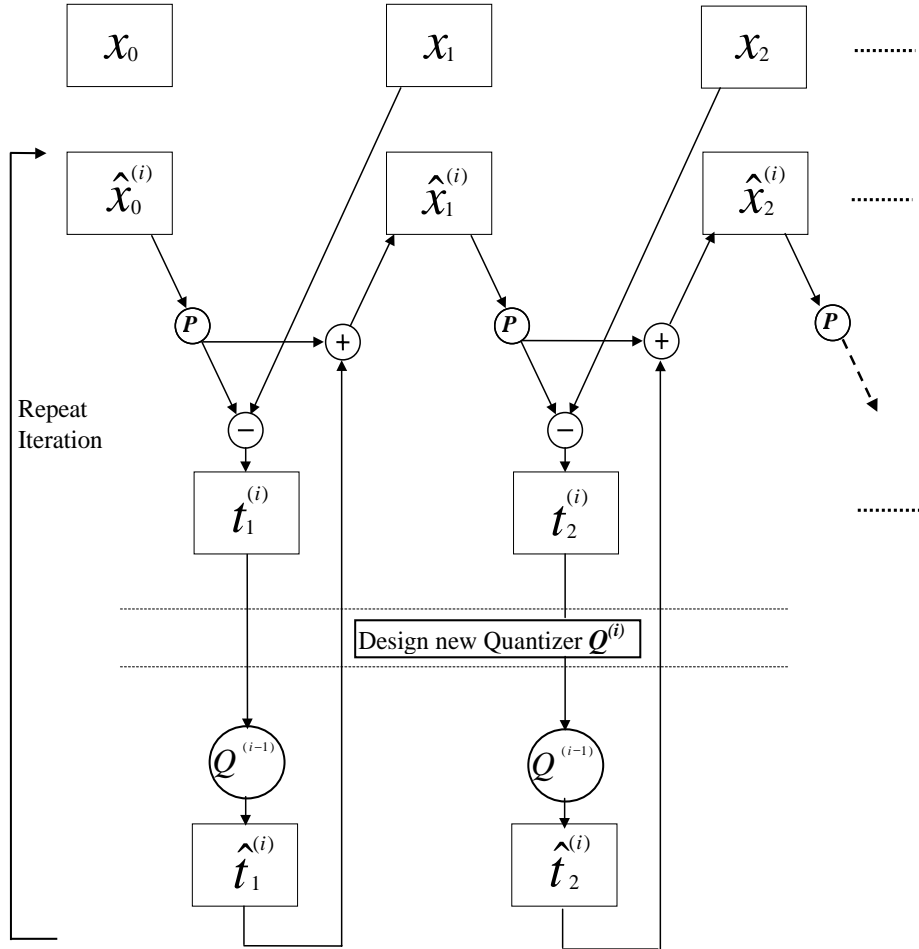 x₀ x₁ x₂
x̂₀⁽ⁱ⁾ x̂₁⁽ⁱ⁾ x̂₂⁽ⁱ⁾
P P P
+ +
Repeat
Iteration
− −
t₁⁽ⁱ⁾ t₂⁽ⁱ⁾
Design new Quantizer Q⁽ⁱ⁾
Q⁽ⁱ⁻¹⁾ Q⁽ⁱ⁻¹⁾
t̂₁⁽ⁱ⁾ t̂₂⁽ⁱ⁾